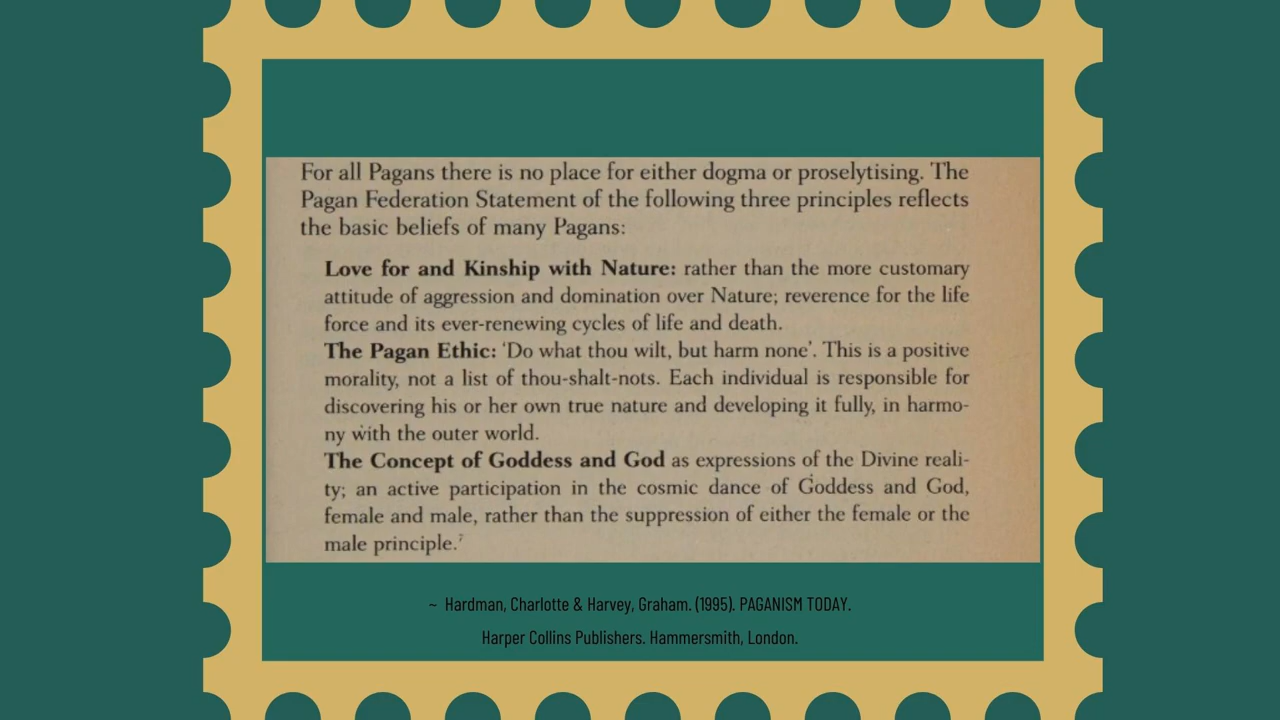 For all Pagans there is no place for either dogma or proselytising. The
Pagan Federation Statement of the following three principles reflects
the basic beliefs of many Pagans:
Love for and Kinship with Nature: rather than the more customary
attitude of aggression and domination over Nature; reverence for the life
force and its ever-renewing cycles of life and death.
The Pagan Ethic: 'Do what thou wilt, but harm none'. This is a positive
morality, not a list of thou-shalt-nots. Each individual is responsible for
discovering his or her own true nature and developing it fully, in harmo-
ny with the outer world.
The Concept of Goddess and God as expressions of the Divine reali-
ty; an active participation in the cosmic dance of Goddess and God,
female and male, rather than the suppression of either the female or the
male principle.⁷
~ Hardman, Charlotte & Harvey, Graham. (1995). PAGANISM TODAY.
Harper Collins Publishers. Hammersmith, London.